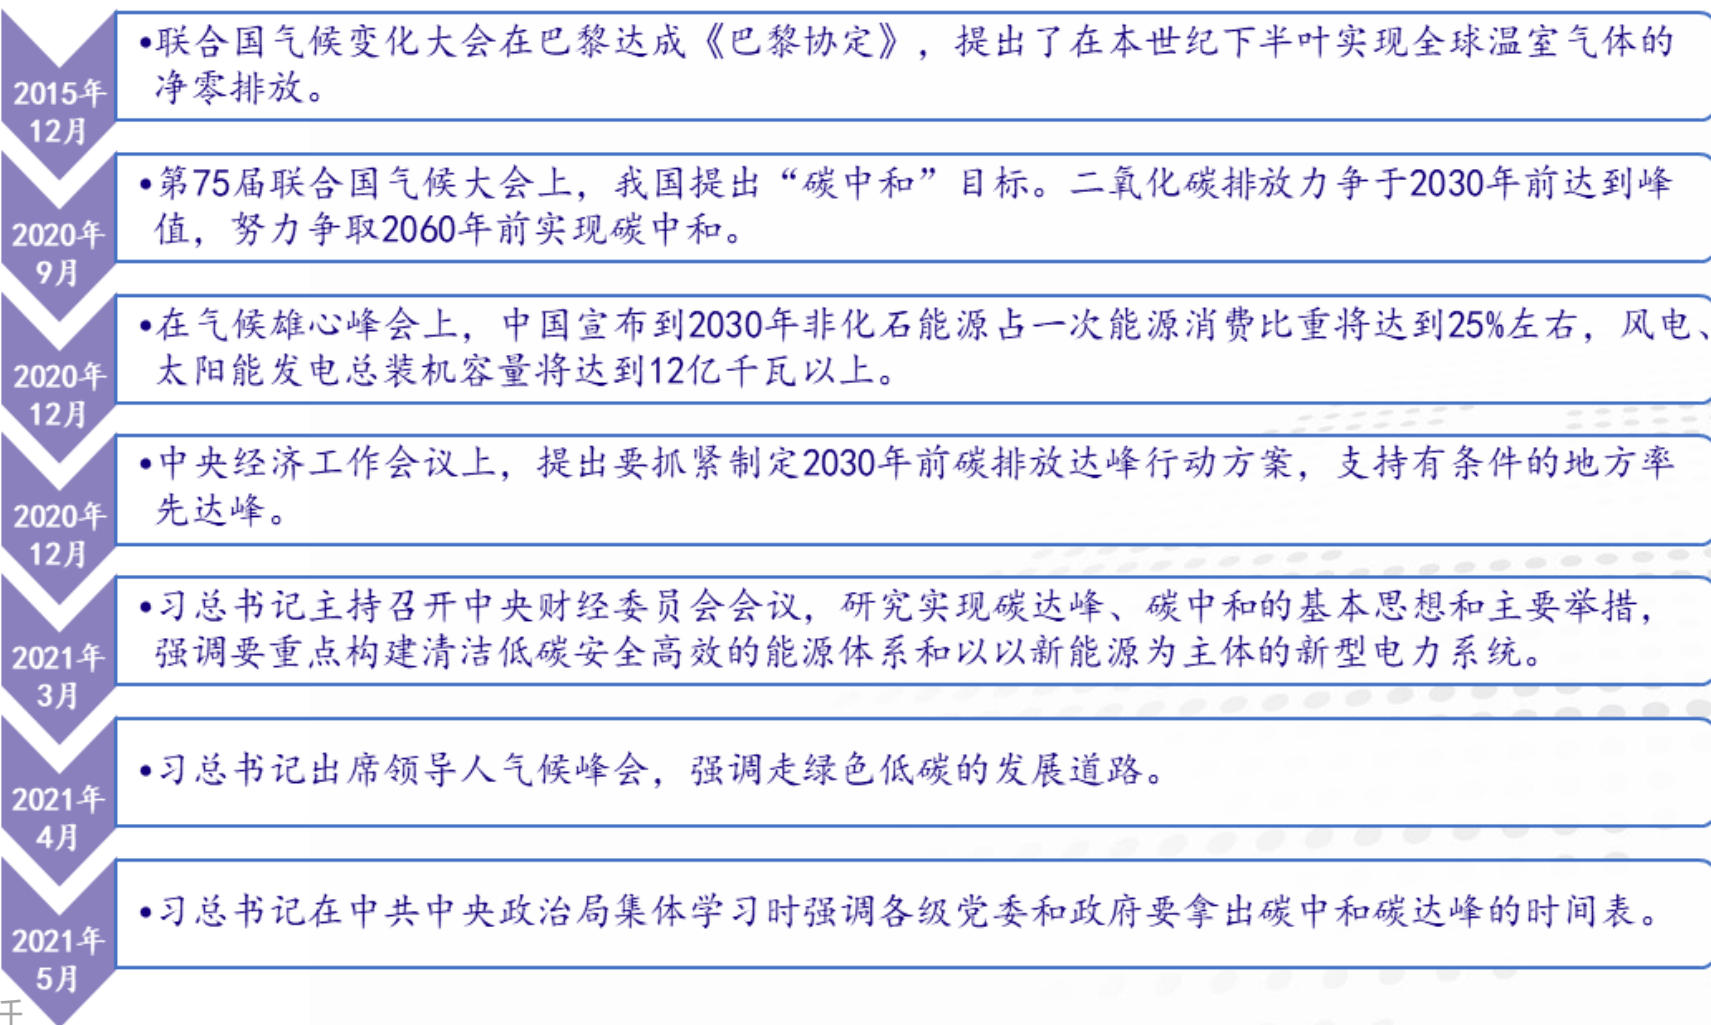 2015年
12月
•联合国气候变化大会在巴黎达成《巴黎协定》，提出了在本世纪下半叶实现全球温室气体的
净零排放。
2020年
9月
•第75届联合国气候大会上，我国提出“碳中和”目标。二氧化碳排放力争于2030年前达到峰
值，努力争取2060年前实现碳中和。
2020年
12月
•在气候雄心峰会上，中国宣布到2030年非化石能源占一次能源消费比重将达到25%左右，风电、
太阳能发电总装机容量将达到12亿千瓦以上。
2020年
12月
•中央经济工作会议上，提出要抓紧制定2030年前碳排放达峰行动方案，支持有条件的地方率
先达峰。
2021年
3月
•习总书记主持召开中央财经委员会会议，研究实现碳达峰、碳中和的基本思想和主要举措，
强调要重点构建清洁低碳安全高效的能源体系和以以新能源为主体的新型电力系统。
2021年
4月
•习总书记出席领导人气候峰会，强调走绿色低碳的发展道路。
2021年
5月
•习总书记在中共中央政治局集体学习时强调各级党委和政府要拿出碳中和碳达峰的时间表。
千